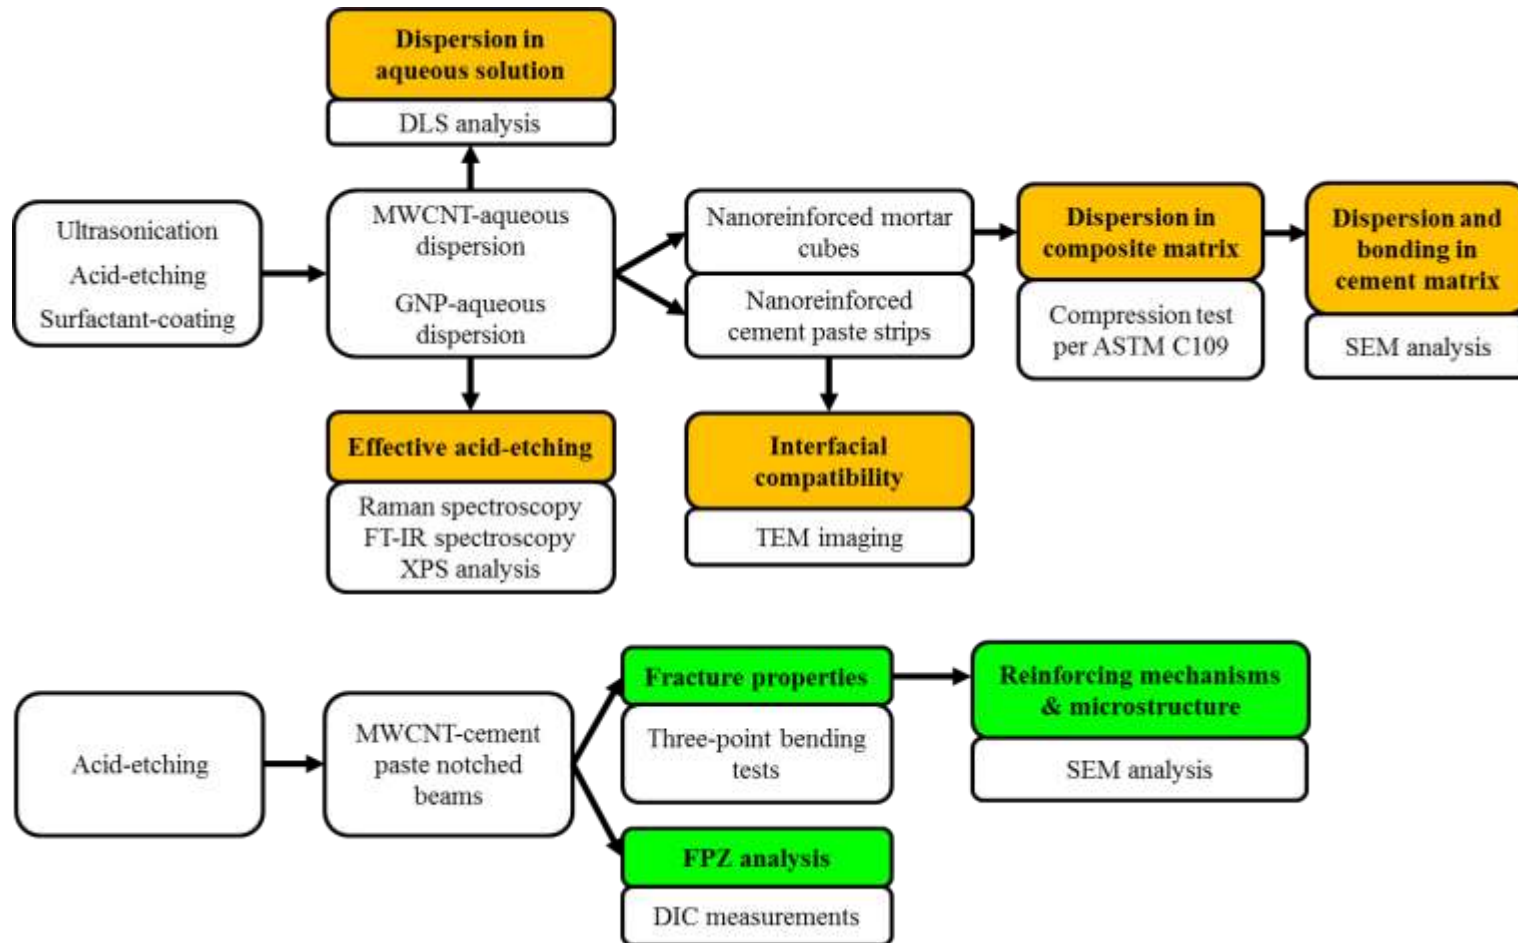 Dispersion in
aqueous solution
DLS analysis
Ultrasonication
Acid-etching
Surfactant-coating
MWCNT-aqueous
dispersion
GNP-aqueous
dispersion
Nanoreinforced mortar
cubes
Nanoreinforced
cement paste strips
Dispersion in
composite matrix
Compression test
per ASTM C109
Dispersion and
bonding in
cement matrix
SEM analysis
Effective acid-etching
Raman spectroscopy
FT-IR spectroscopy
XPS analysis
Interfacial
compatibility
TEM imaging
Acid-etching
MWCNT-cement
paste notched
beams
Fracture properties
Three-point bending
tests
Reinforcing mechanisms
& microstructure
SEM analysis
FPZ analysis
DIC measurements